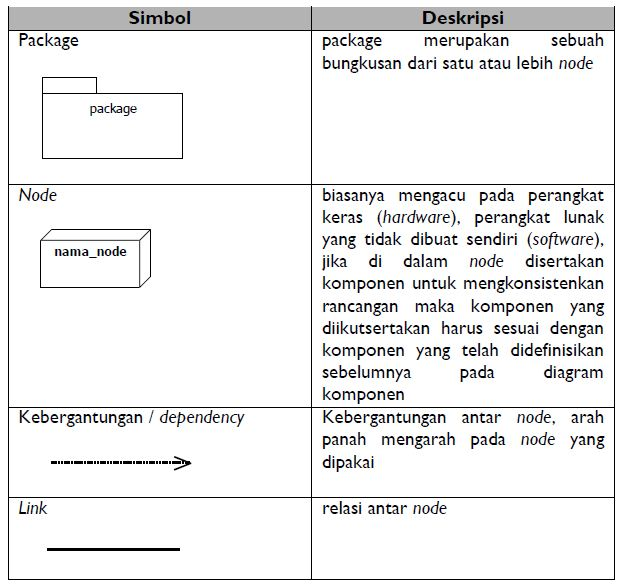 Simbol
Deskripsi
Package
package
package merupakan sebuah
bungkusan dari satu atau lebih node
Node
nama_node
biasanya mengacu pada perangkat
keras (hardware), perangkat lunak
yang tidak dibuat sendiri (software),
jika di dalam node disertakan
komponen untuk mengkonsistenkan
rancangan maka komponen yang
diikutsertakan harus sesuai dengan
komponen yang telah didefinisikan
sebelumnya pada diagram
komponen
Kebergantungan / dependency
Kebergantungan antar node, arah
panah mengarah pada node yang
dipakai
Link
relasi antar node